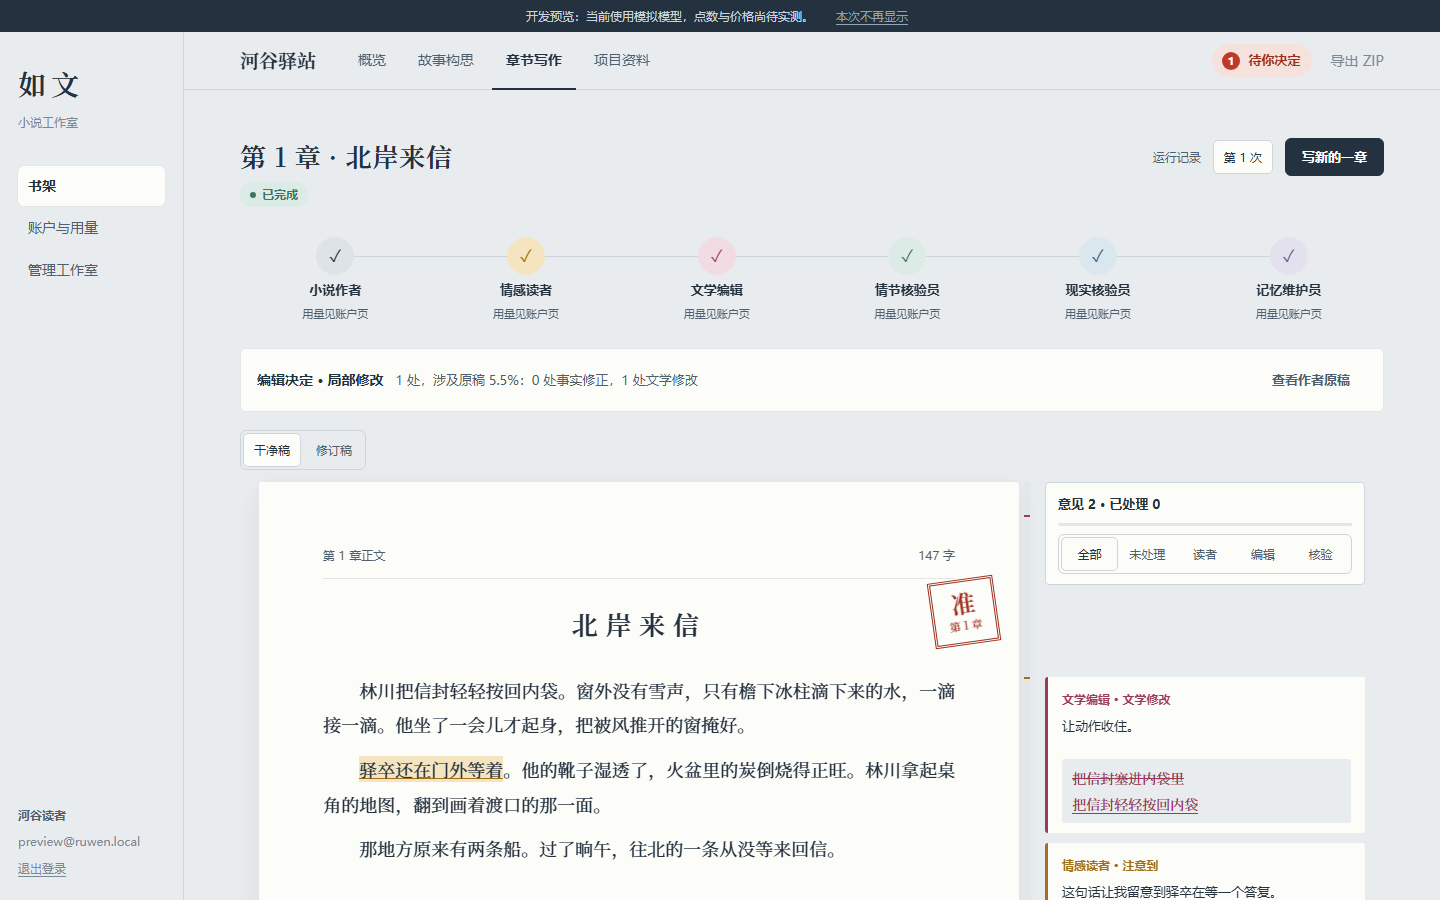 开发预览：当前使用模拟模型，点数与价格尚待实测。 本次不再显示
如文
小说工作室
书架
账户与用量
管理工作室
河谷读者
preview@ruwen.local
退出登录
河谷驿站 概览 故事构思 章节写作 项目资料 1 待你决定 导出 ZIP
第 1 章 · 北岸来信
已完成
运行记录 第 1 次 写新的一章
✓ ✓ ✓ ✓ ✓ ✓
小说作者 情感读者 文学编辑 情节核验员 现实核验员 记忆维护员
用量见账户页 用量见账户页 用量见账户页 用量见账户页 用量见账户页 用量见账户页
编辑决定 • 局部修改 1 处，涉及原稿 5.5%：0 处事实修正，1 处文学修改 查看作者原稿
干净稿 修订稿
第 1 章正文 147 字
准
第 1 章
北岸来信
林川把信封轻轻按回内袋。窗外没有雪声，只有檐下冰柱滴下来的水，一滴
接一滴。他坐了一会儿才起身，把被风推开的窗掩好。
驿卒还在门外等着。他的靴子湿透了，火盆里的炭倒烧得正旺。林川拿起桌
角的地图，翻到画着渡口的那一面。
那地方原来有两条船。过了晌午，往北的一条从没等来回信。
意见 2 • 已处理 0
全部 未处理 读者 编辑 核验
文学编辑 • 文学修改
让动作收住。
把信封塞进内袋里
把信封轻轻按回内袋
情感读者 • 注意到
这句话让我留意到驿卒在等一个答复。